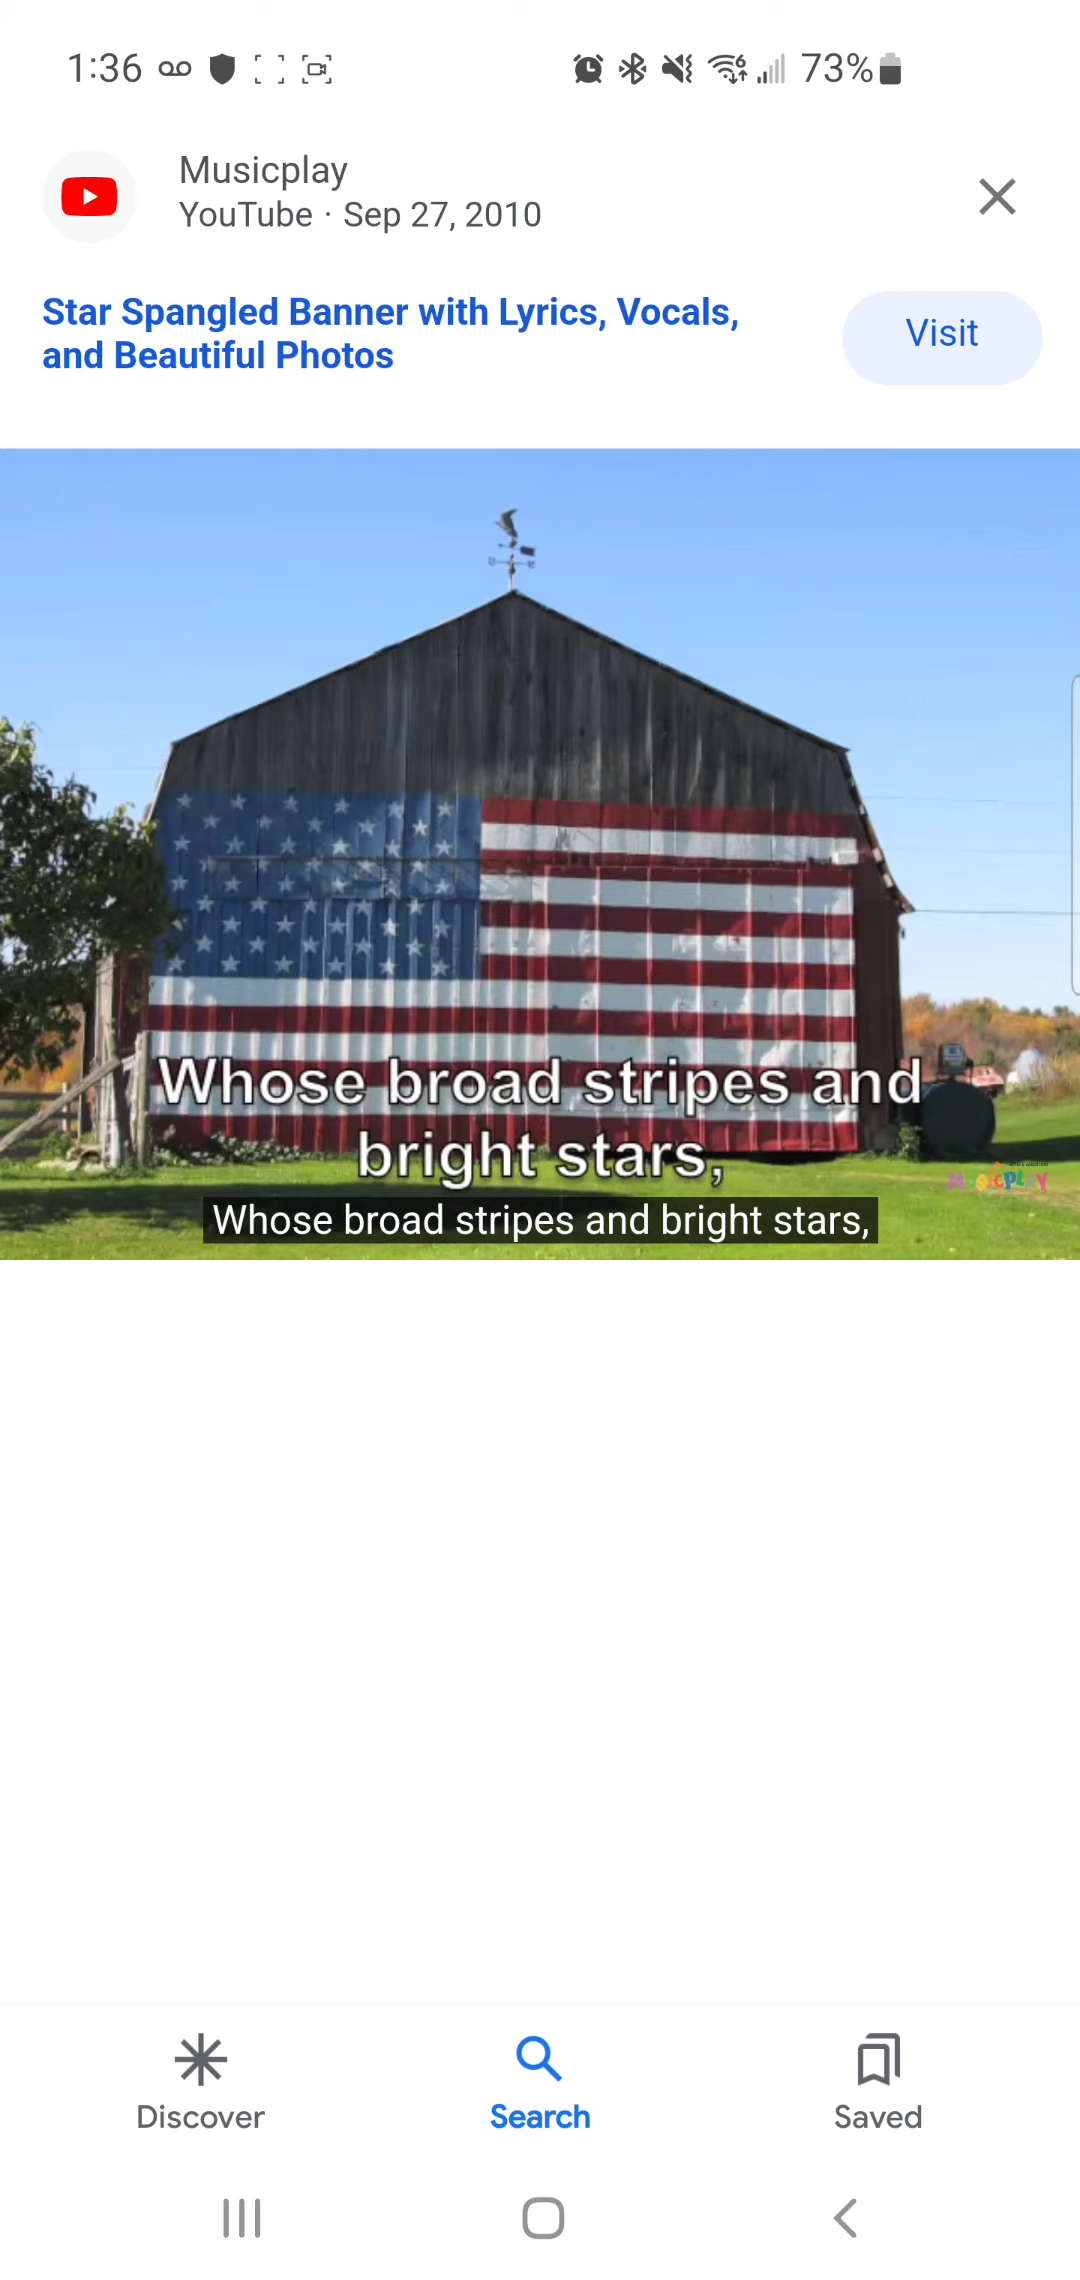 1:36
73%
Musicplay
YouTube · Sep 27, 2010
Star Spangled Banner with Lyrics, Vocals,
and Beautiful Photos
Visit
Whose broad stripes and
bright stars,
MUSICPLAY
Whose broad stripes and bright stars,
Discover
Search
Saved